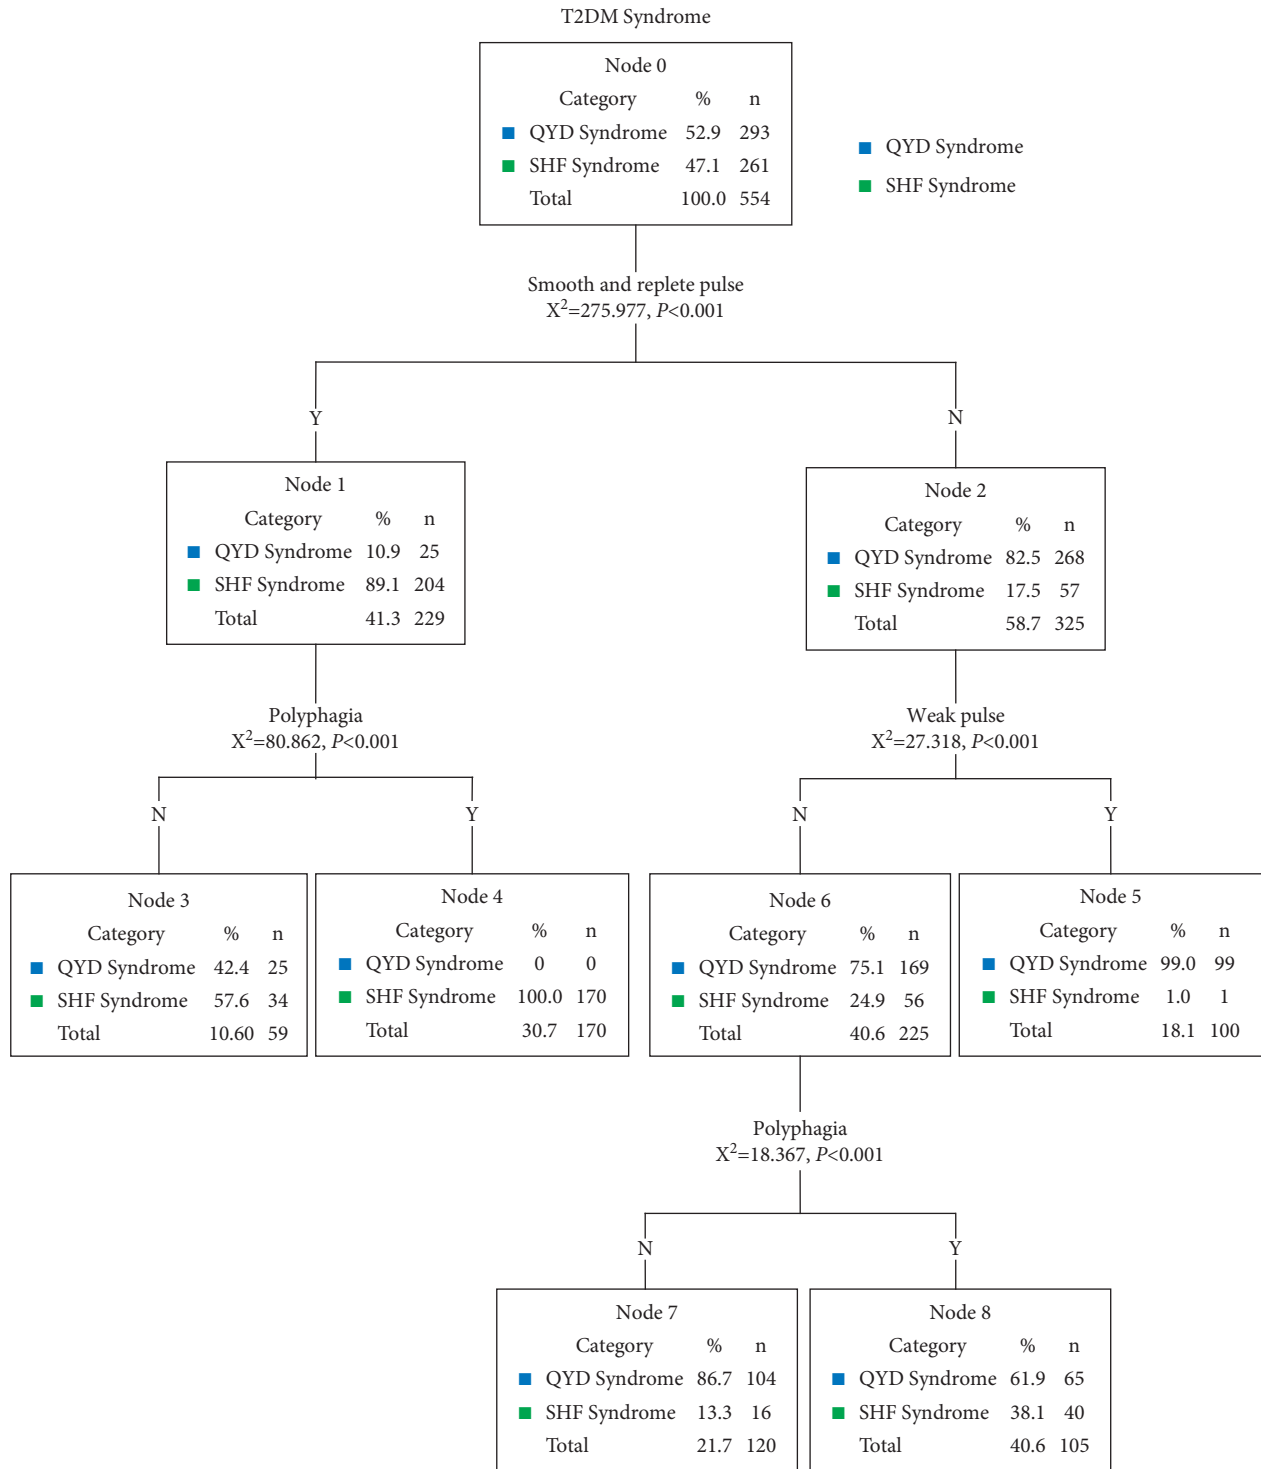 T2DM Syndrome
Node 0
Category % n
QYD Syndrome 52.9 293
SHF Syndrome 47.1 261
Total 100.0 554
QYD Syndrome
SHF Syndrome
Smooth and replete pulse
X²=275.977, P<0.001
Y
N
Node 1
Category % n
QYD Syndrome 10.9 25
SHF Syndrome 89.1 204
Total 41.3 229
Node 2
Category % n
QYD Syndrome 82.5 268
SHF Syndrome 17.5 57
Total 58.7 325
Polyphagia
X²=80.862, P<0.001
Weak pulse
X²=27.318, P<0.001
N
Y
N
Y
Node 3
Category % n
QYD Syndrome 42.4 25
SHF Syndrome 57.6 34
Total 10.60 59
Node 4
Category % n
QYD Syndrome 0 0
SHF Syndrome 100.0 170
Total 30.7 170
Node 6
Category % n
QYD Syndrome 75.1 169
SHF Syndrome 24.9 56
Total 40.6 225
Node 5
Category % n
QYD Syndrome 99.0 99
SHF Syndrome 1.0 1
Total 18.1 100
Polyphagia
X²=18.367, P<0.001
N
Y
Node 7
Category % n
QYD Syndrome 86.7 104
SHF Syndrome 13.3 16
Total 21.7 120
Node 8
Category % n
QYD Syndrome 61.9 65
SHF Syndrome 38.1 40
Total 40.6 105